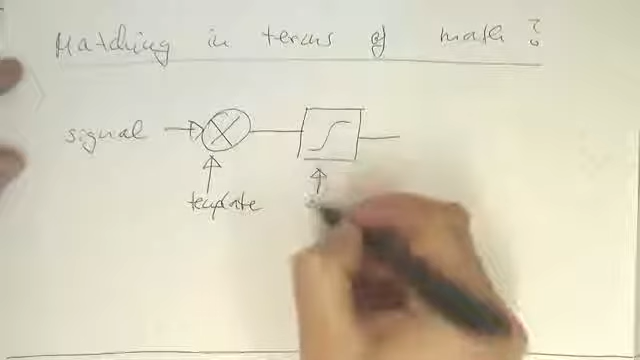 Matching in terms of math ?
signal
template